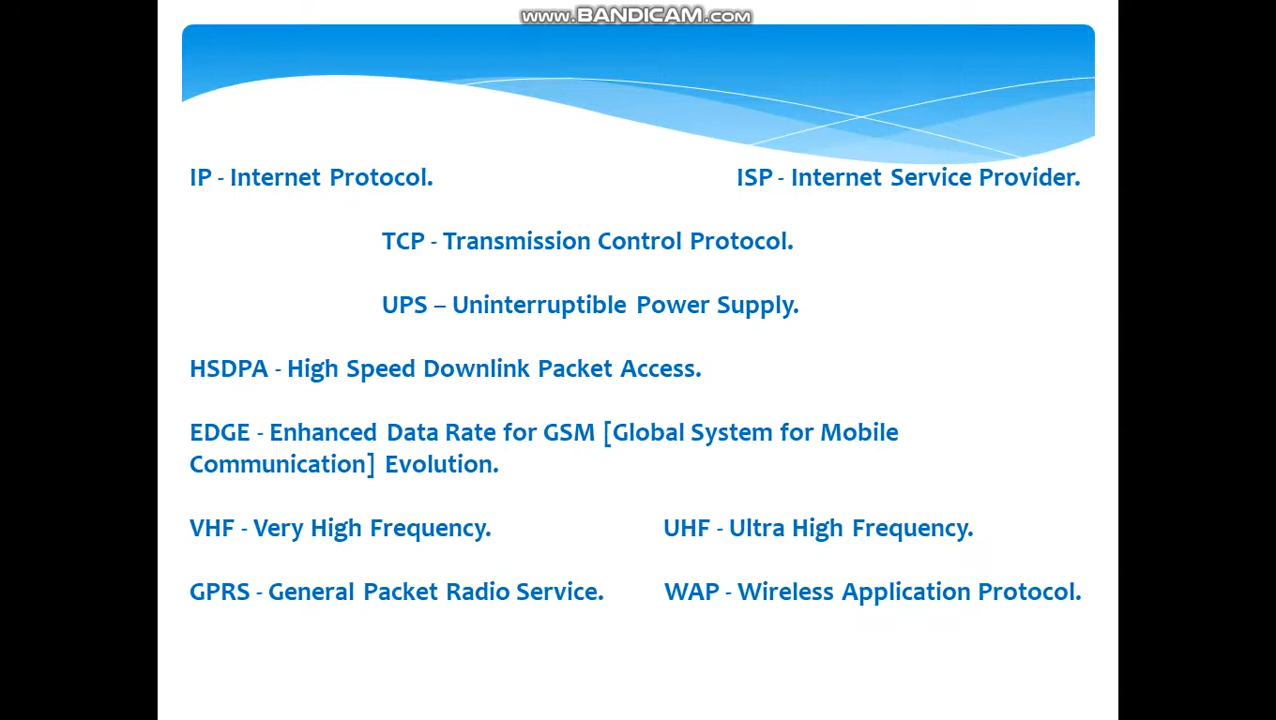 www.BANDICAM.com
IP - Internet Protocol. ISP - Internet Service Provider.
TCP - Transmission Control Protocol.
UPS – Uninterruptible Power Supply.
HSDPA - High Speed Downlink Packet Access.
EDGE - Enhanced Data Rate for GSM [Global System for Mobile
Communication] Evolution.
VHF - Very High Frequency. UHF - Ultra High Frequency.
GPRS - General Packet Radio Service. WAP - Wireless Application Protocol.